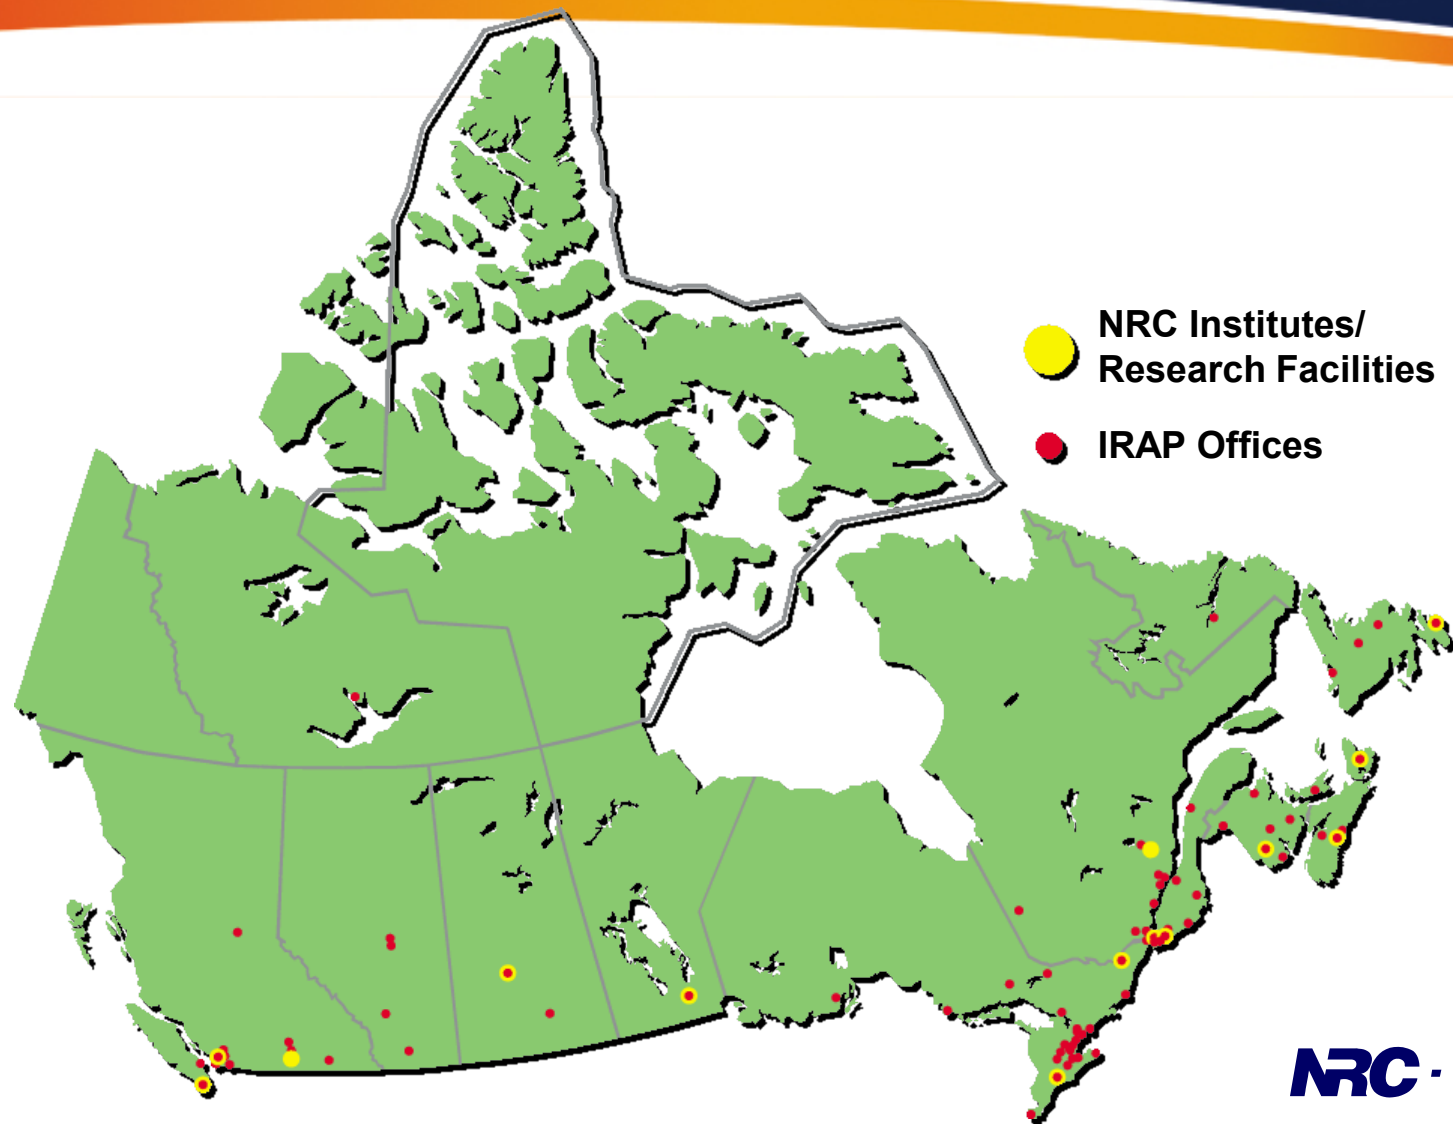 NRC Institutes/
Research Facilities
IRAP Offices
NRC -